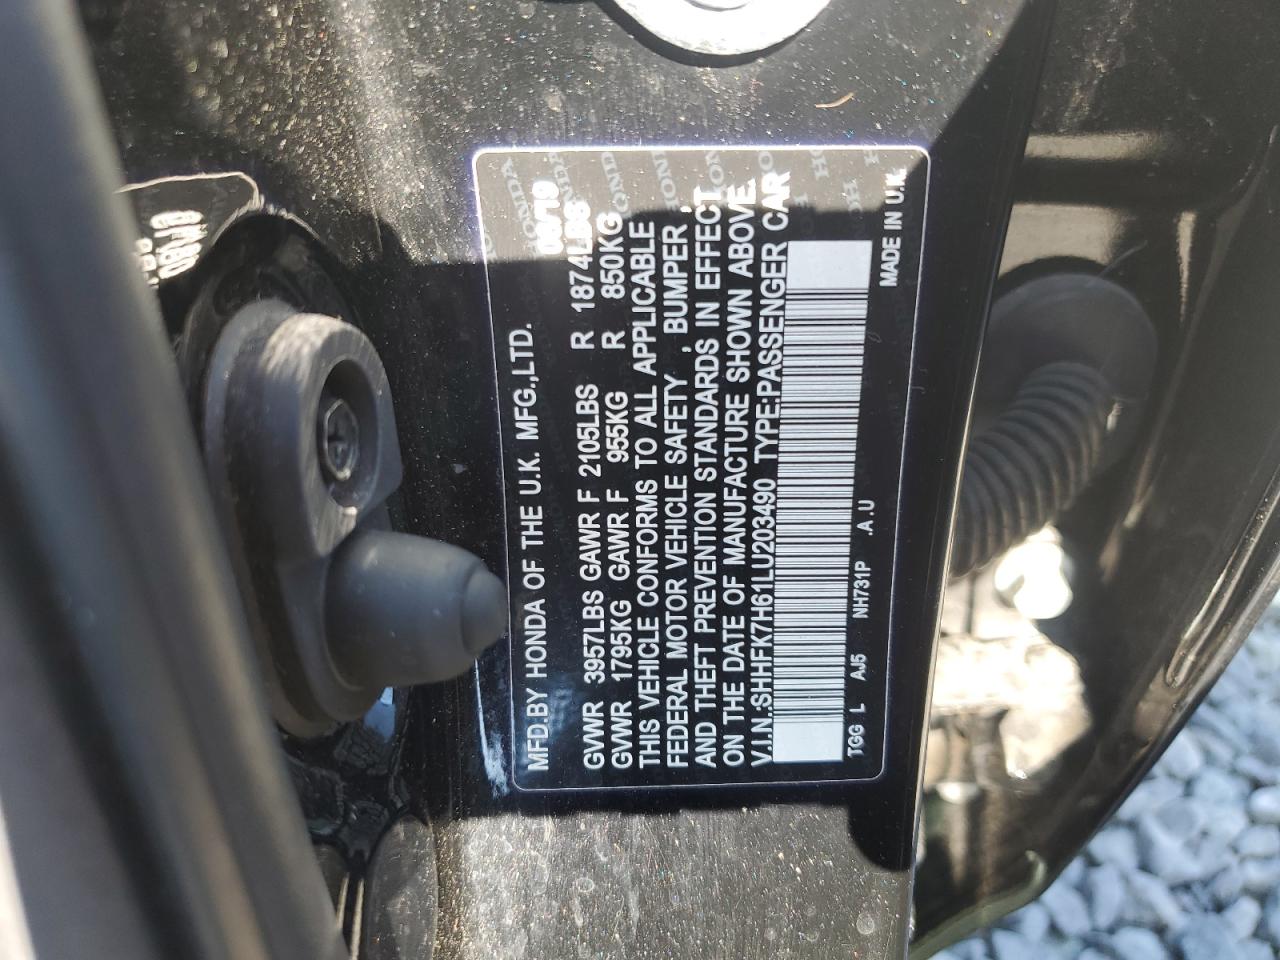 MFD.BY HONDA OF THE U.K. MFG.,LTD.
GVWR 3957LBS GAWR F 2105LBS R 1874LBS
GVWR 1795KG GAWR F 955KG R 850KG
THIS VEHICLE CONFORMS TO ALL APPLICABLE
FEDERAL MOTOR VEHICLE SAFETY , BUMPER ,
AND THEFT PREVENTION STANDARDS IN EFFECT
ON THE DATE OF MANUFACTURE SHOWN ABOVE.
V.I.N.:SHHFK7H61LU203490 TYPE:PASSENGER CAR
TGG L AJ5 NH731P .A .U MADE IN U.K.
HONDA